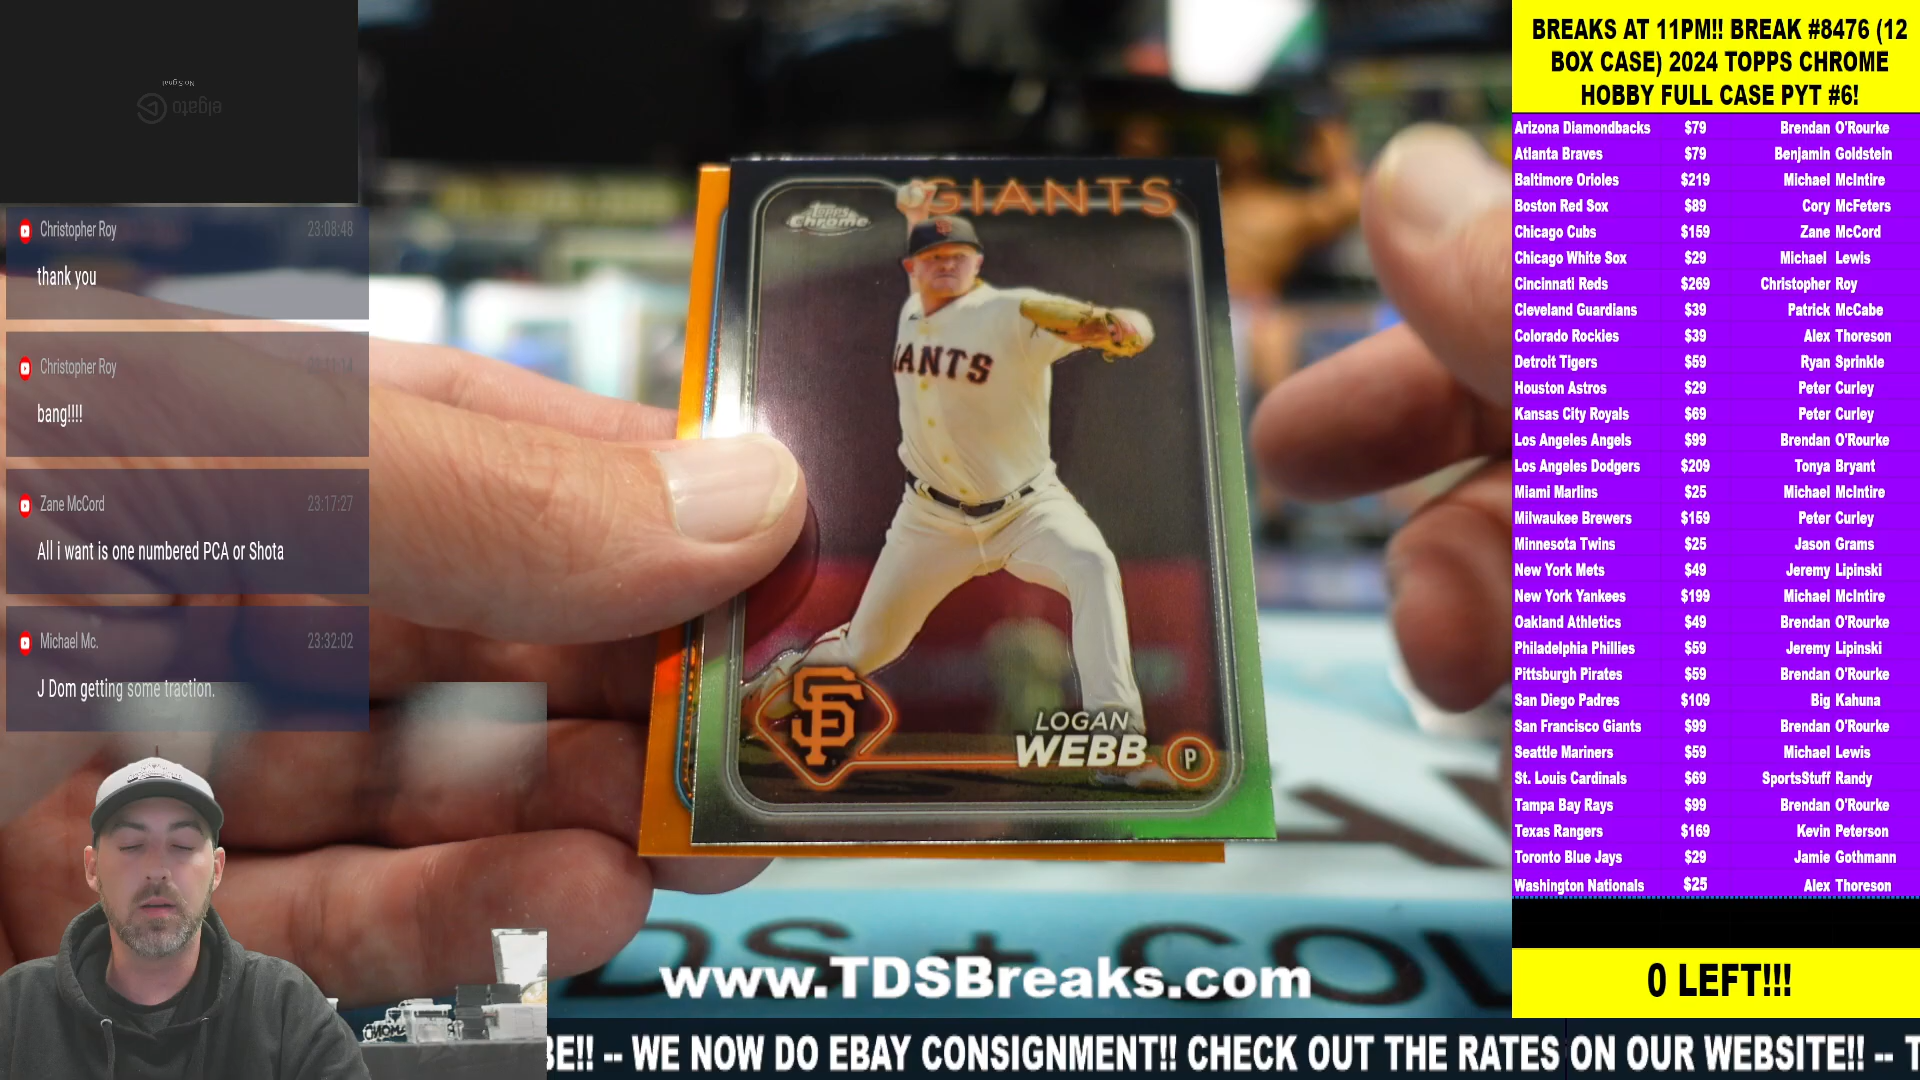 No Signal
elgato
Christopher Roy 23:08:48
thank you
Christopher Roy
bang!!!!
Zane McCord 23:17:27
All i want is one numbered PCA or Shota
Michael Mc. 23:32:02
J Dom getting some traction.
GIANTS
Topps Chrome
GIANTS
SF
LOGAN
WEBB P
www.TDSBreaks.com
BE!! -- WE NOW DO EBAY CONSIGNMENT!! CHECK OUT THE RATES ON OUR WEBSITE!! -- T
BREAKS AT 11PM!! BREAK #8476 (12
BOX CASE) 2024 TOPPS CHROME
HOBBY FULL CASE PYT #6!
Arizona Diamondbacks $79 Brendan O'Rourke
Atlanta Braves $79 Benjamin Goldstein
Baltimore Orioles $219 Michael McIntire
Boston Red Sox $89 Cory McFeters
Chicago Cubs $159 Zane McCord
Chicago White Sox $29 Michael Lewis
Cincinnati Reds $269 Christopher Roy
Cleveland Guardians $39 Patrick McCabe
Colorado Rockies $39 Alex Thoreson
Detroit Tigers $59 Ryan Sprinkle
Houston Astros $29 Peter Curley
Kansas City Royals $69 Peter Curley
Los Angeles Angels $99 Brendan O'Rourke
Los Angeles Dodgers $209 Tonya Bryant
Miami Marlins $25 Michael McIntire
Milwaukee Brewers $159 Peter Curley
Minnesota Twins $25 Jason Grams
New York Mets $49 Jeremy Lipinski
New York Yankees $199 Michael McIntire
Oakland Athletics $49 Brendan O'Rourke
Philadelphia Phillies $59 Jeremy Lipinski
Pittsburgh Pirates $59 Brendan O'Rourke
San Diego Padres $109 Big Kahuna
San Francisco Giants $99 Brendan O'Rourke
Seattle Mariners $59 Michael Lewis
St. Louis Cardinals $69 SportsStuff Randy
Tampa Bay Rays $99 Brendan O'Rourke
Texas Rangers $169 Kevin Peterson
Toronto Blue Jays $29 Jamie Gothmann
Washington Nationals $25 Alex Thoreson
0 LEFT!!!